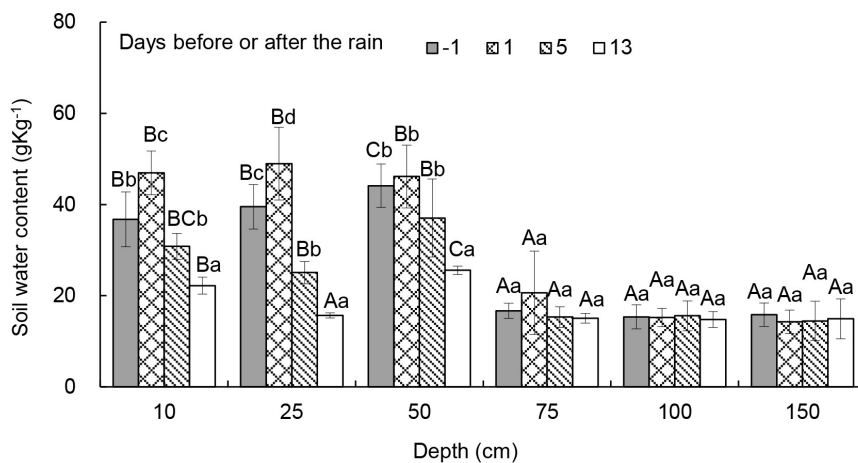 80
60
40
20
0
Soil water content (gKg⁻¹)
Days before or after the rain -1 1 5 13
Bb Bc BCb Ba
Bc Bd Bb Aa
Cb Bb Bb Ca
Aa Aa Aa Aa
Aa Aa Aa Aa
Aa Aa Aa Aa
10 25 50 75 100 150
Depth (cm)